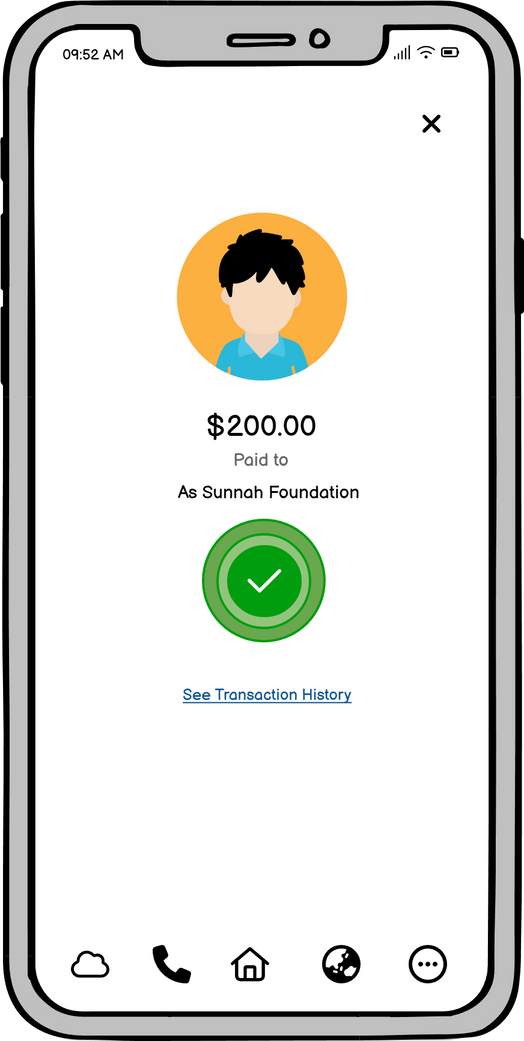 09:52 AM
$200.00
Paid to
As Sunnah Foundation
See Transaction History